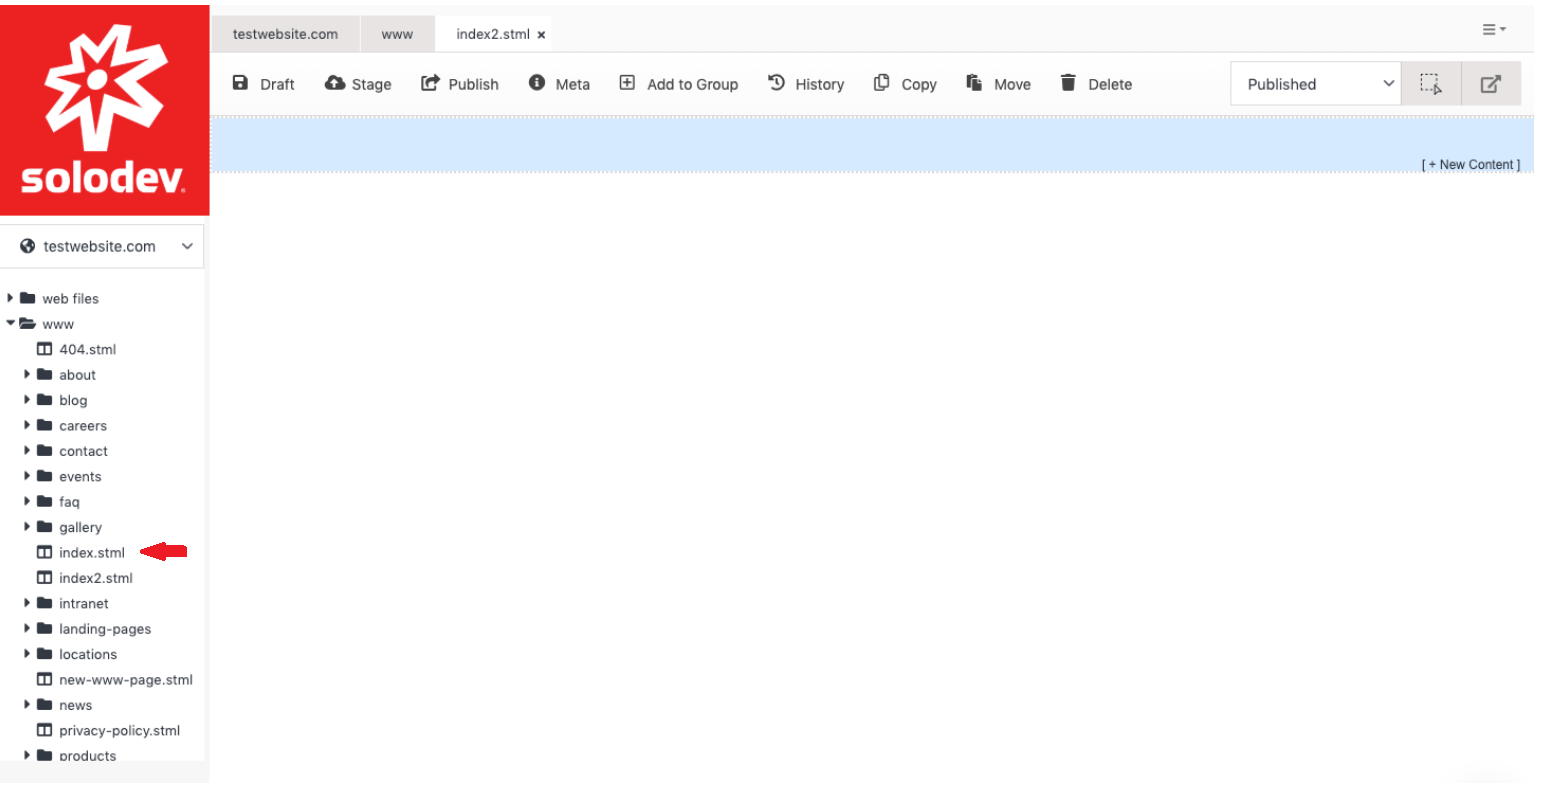 solodev
testwebsite.com www index2.stml ×
Draft Stage Publish Meta Add to Group History Copy Move Delete Published
[ + New Content ]
testwebsite.com
web files
www
404.stml
about
blog
careers
contact
events
faq
gallery
index.stml
index2.stml
intranet
landing-pages
locations
new-www-page.stml
news
privacy-policy.stml
products